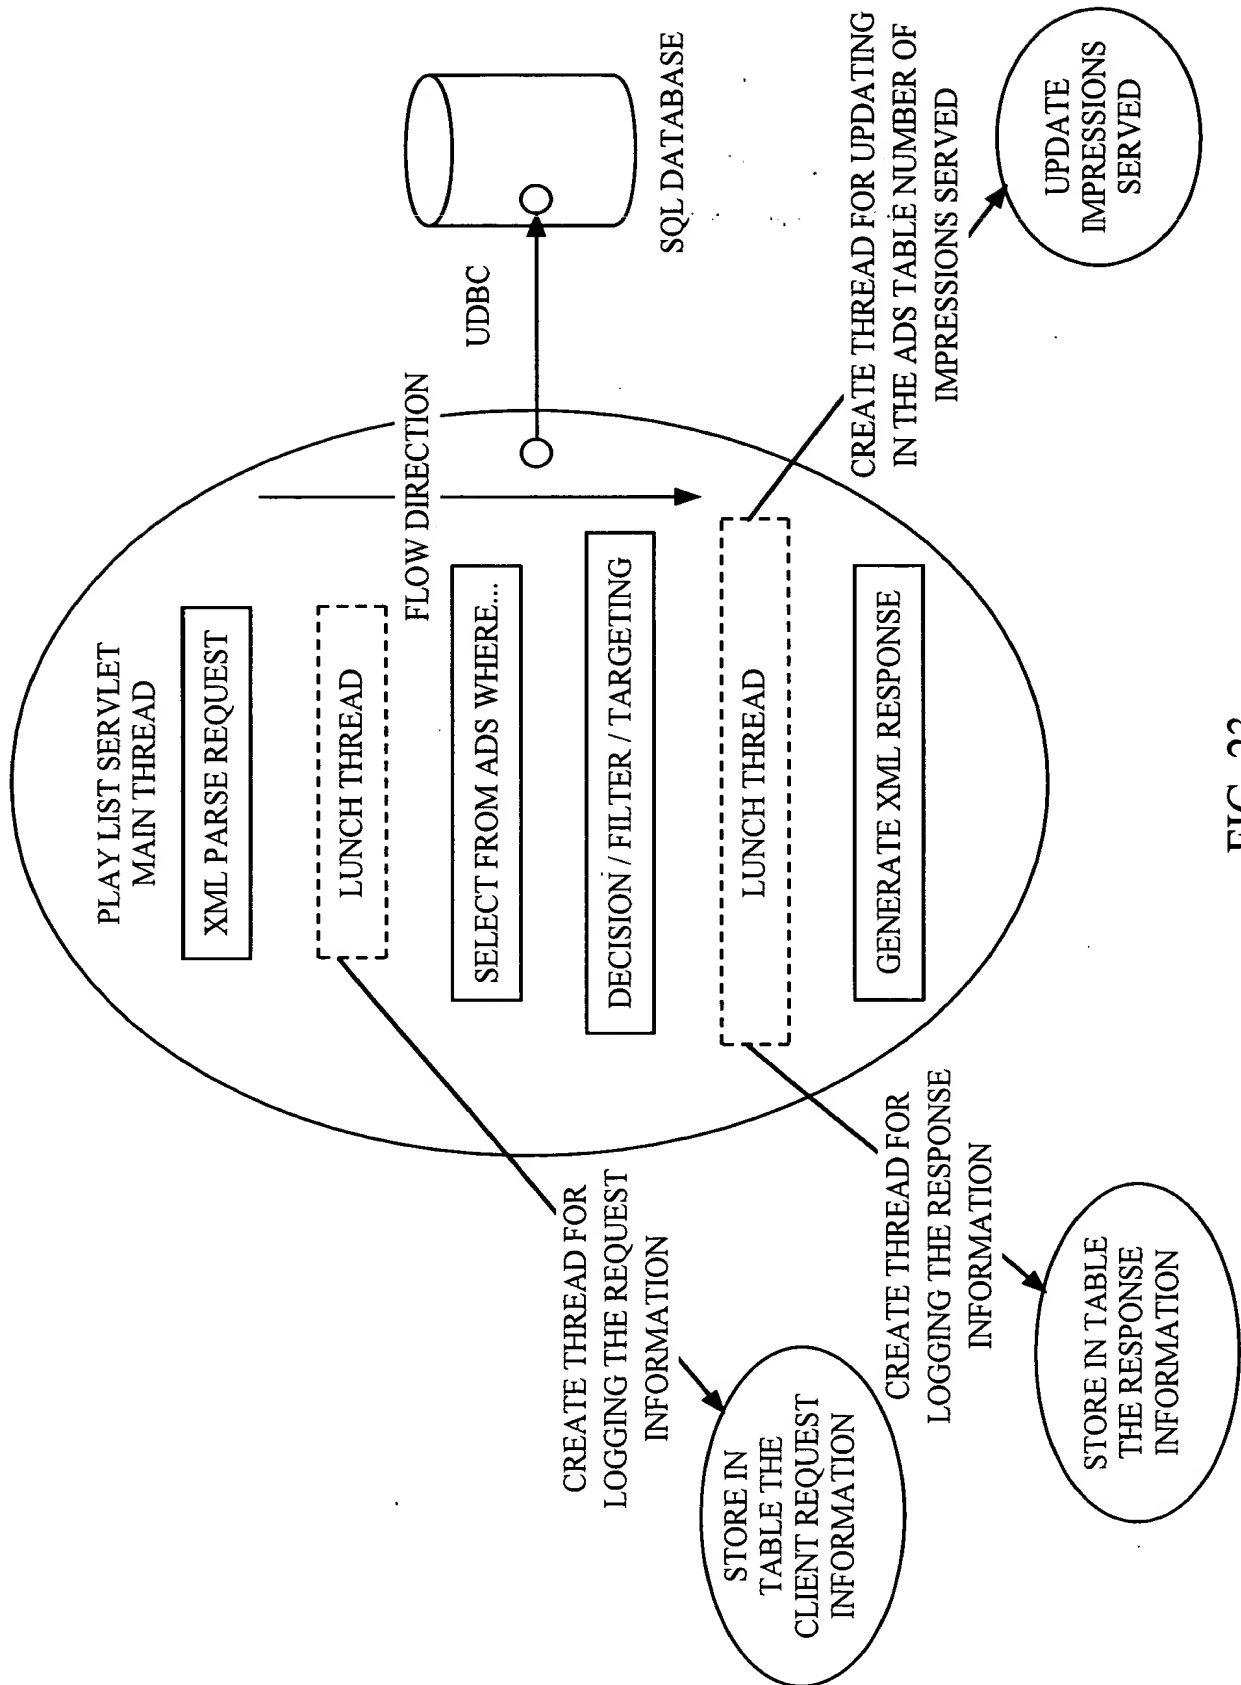 PLAY LIST SERVLET
MAIN THREAD
XML PARSE REQUEST
LUNCH THREAD
FLOW DIRECTION
SELECT FROM ADS WHERE...
DECISION / FILTER / TARGETING
LUNCH THREAD
GENERATE XML RESPONSE
UDBC
SQL DATABASE
CREATE THREAD FOR
LOGGING THE REQUEST
INFORMATION
STORE IN
TABLE THE
CLIENT REQUEST
INFORMATION
CREATE THREAD FOR
LOGGING THE RESPONSE
INFORMATION
STORE IN TABLE
THE RESPONSE
INFORMATION
CREATE THREAD FOR UPDATING
IN THE ADS TABLE NUMBER OF
IMPRESSIONS SERVED
UPDATE
IMPRESSIONS
SERVED
FIG.